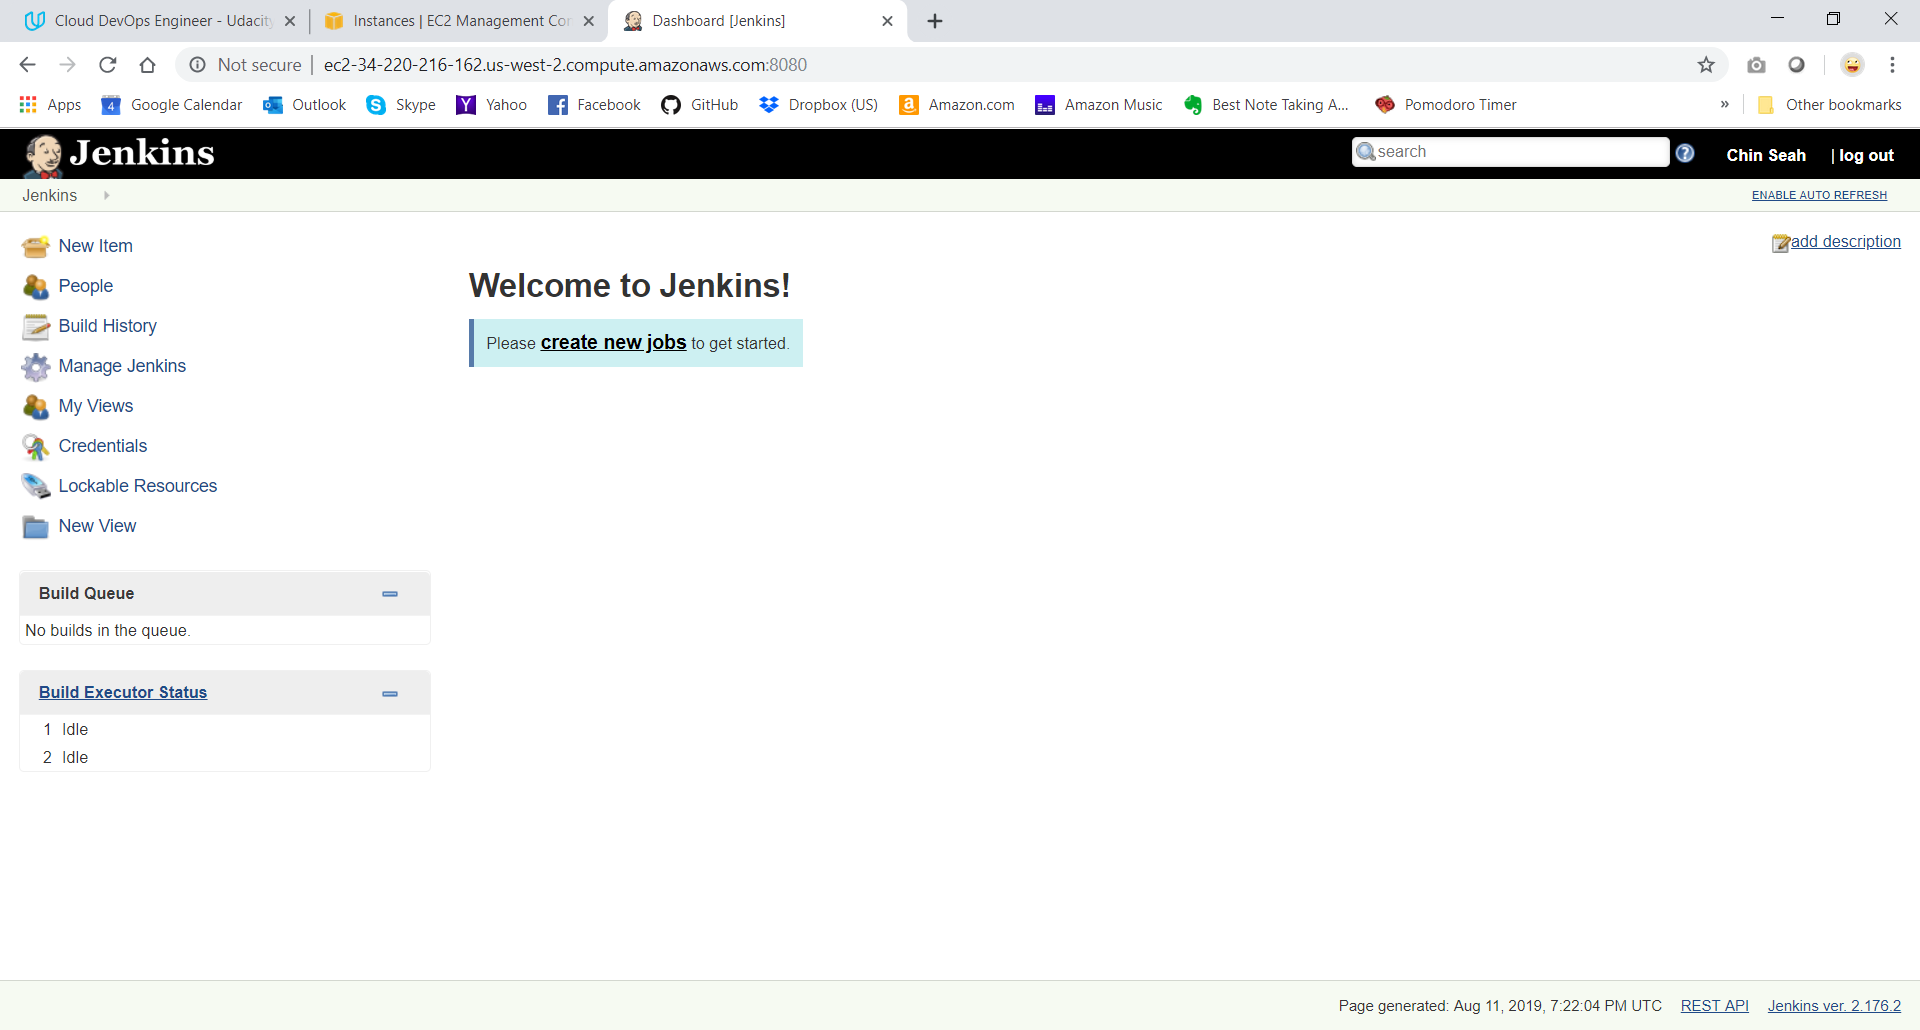 Cloud DevOps Engineer - Udacity
Instances | EC2 Management Con
Dashboard [Jenkins]
Not secure | ec2-34-220-216-162.us-west-2.compute.amazonaws.com:8080
Apps
4
Google Calendar
Outlook
Skype
Yahoo
Facebook
GitHub
Dropbox (US)
Amazon.com
Amazon Music
Best Note Taking A...
Pomodoro Timer
»
Other bookmarks
Jenkins
search
?
Chin Seah
| log out
Jenkins
ENABLE AUTO REFRESH
New Item
People
Build History
Manage Jenkins
My Views
Credentials
Lockable Resources
New View
add description
Welcome to Jenkins!
Please create new jobs to get started.
Build Queue
No builds in the queue.
Build Executor Status
1 Idle
2 Idle
Page generated: Aug 11, 2019, 7:22:04 PM UTC
REST API
Jenkins ver. 2.176.2